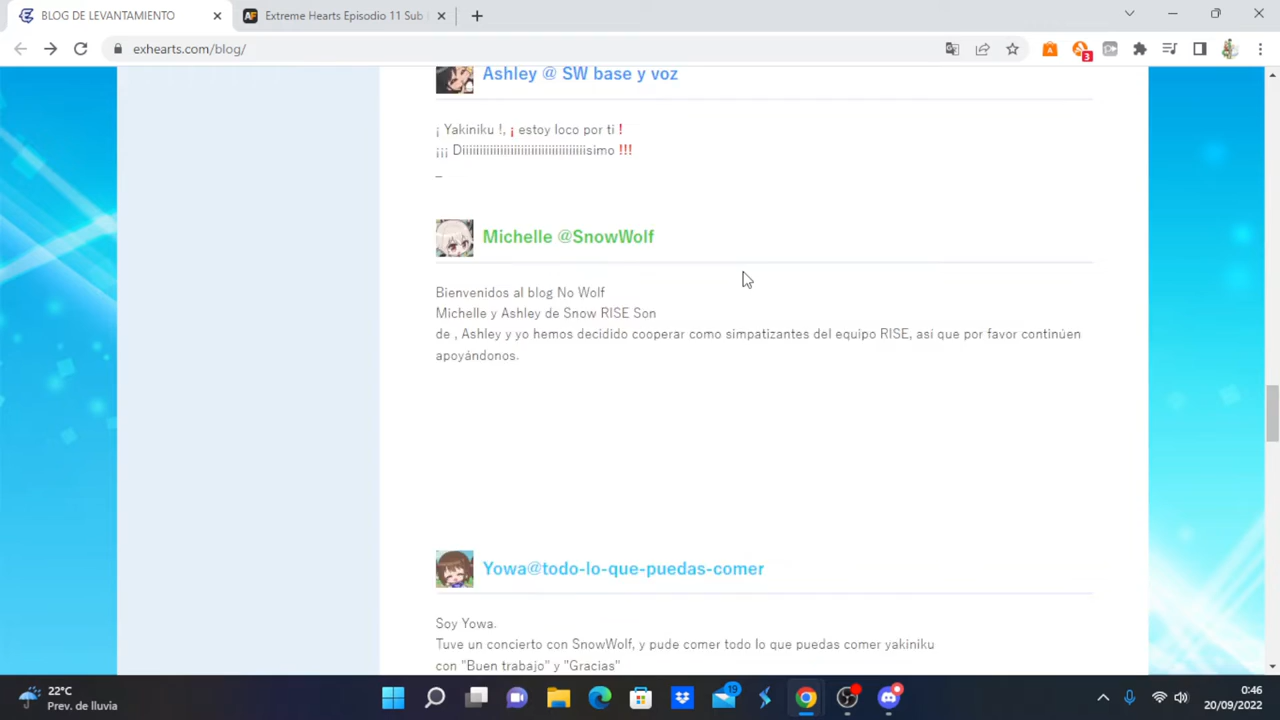 BLOG DE LEVANTAMIENTO
Extreme Hearts Episodio 11 Sub
exhearts.com/blog/
3
Ashley @ SW base y voz
¡ Yakiniku !, ¡ estoy loco por ti !
¡¡¡ Diiiiiiiiiiiiiiiiiiiiiiiiiiiiiiiiiiisimo !!!
_
Michelle @SnowWolf
Bienvenidos al blog No Wolf
Michelle y Ashley de Snow RISE Son
de , Ashley y yo hemos decidido cooperar como simpatizantes del equipo RISE, así que por favor continúen
apoyándonos.
Yowa@todo-lo-que-puedas-comer
Soy Yowa.
Tuve un concierto con SnowWolf, y pude comer todo lo que puedas comer yakiniku
con "Buen trabajo" y "Gracias"
22°C
Prev. de lluvia
19
0:46
20/09/2022